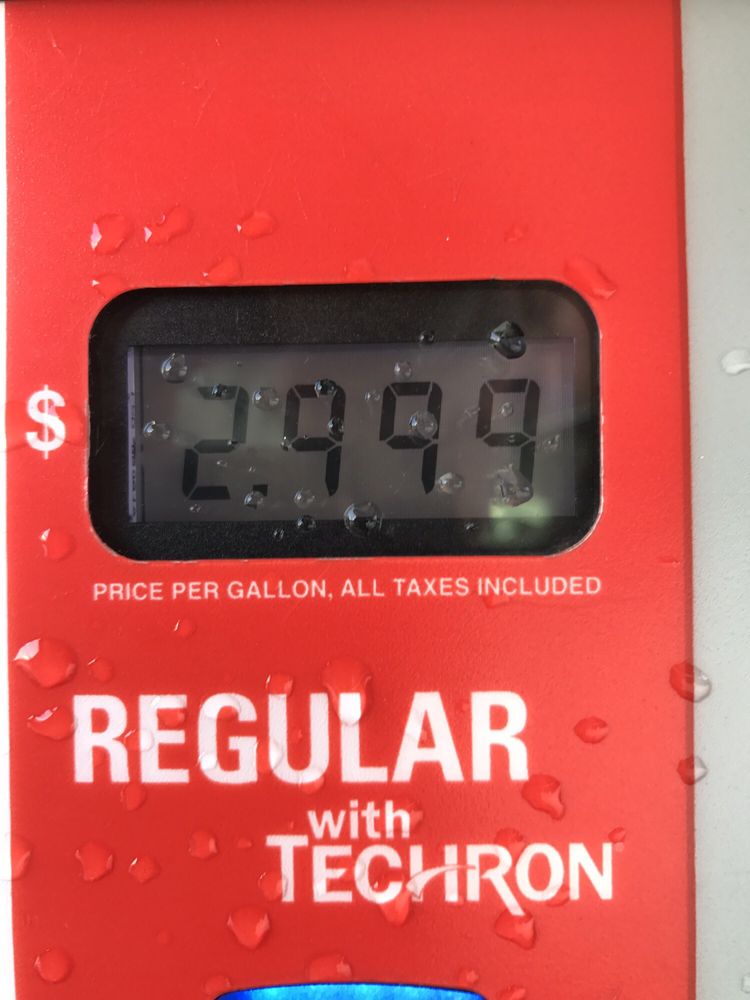 $ 2.999
PRICE PER GALLON, ALL TAXES INCLUDED
REGULAR
with
TECHRON